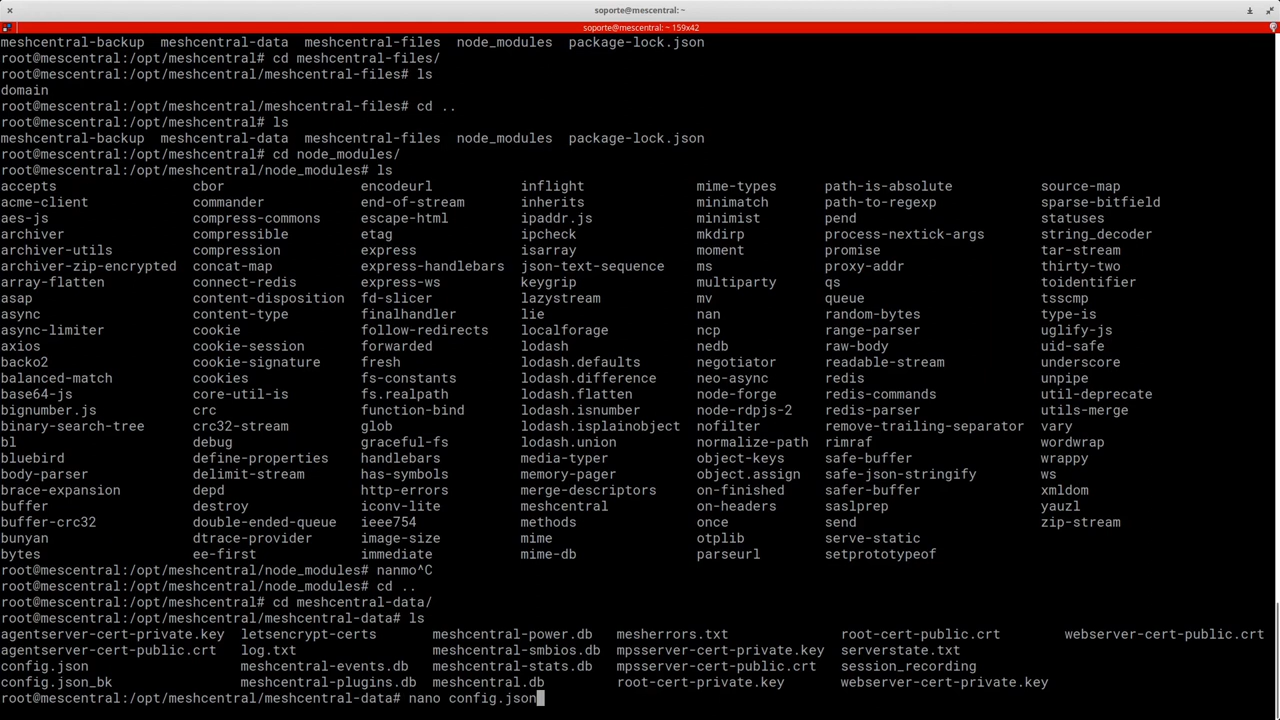 soporte@mescentral: ~
soporte@mescentral: ~ 159x42
meshcentral-backup  meshcentral-data  meshcentral-files  node_modules  package-lock.json
root@mescentral:/opt/meshcentral# cd meshcentral-files/
root@mescentral:/opt/meshcentral/meshcentral-files# ls
domain
root@mescentral:/opt/meshcentral/meshcentral-files# cd ..
root@mescentral:/opt/meshcentral# ls
meshcentral-backup  meshcentral-data  meshcentral-files  node_modules  package-lock.json
root@mescentral:/opt/meshcentral# cd node_modules/
root@mescentral:/opt/meshcentral/node_modules# ls
accepts cbor encodeurl inflight mime-types path-is-absolute source-map
acme-client commander end-of-stream inherits minimatch path-to-regexp sparse-bitfield
aes-js compress-commons escape-html ipaddr.js minimist pend statuses
archiver compressible etag ipcheck mkdirp process-nextick-args string_decoder
archiver-utils compression express isarray moment promise tar-stream
archiver-zip-encrypted concat-map express-handlebars json-text-sequence ms proxy-addr thirty-two
array-flatten connect-redis express-ws keygrip multiparty qs toidentifier
asap content-disposition fd-slicer lazystream mv queue tsscmp
async content-type finalhandler lie nan random-bytes type-is
async-limiter cookie follow-redirects localforage ncp range-parser uglify-js
axios cookie-session forwarded lodash nedb raw-body uid-safe
backo2 cookie-signature fresh lodash.defaults negotiator readable-stream underscore
balanced-match cookies fs-constants lodash.difference neo-async redis unpipe
base64-js core-util-is fs.realpath lodash.flatten node-forge redis-commands util-deprecate
bignumber.js crc function-bind lodash.isnumber node-rdpjs-2 redis-parser utils-merge
binary-search-tree crc32-stream glob lodash.isplainobject nofilter remove-trailing-separator vary
bl debug graceful-fs lodash.union normalize-path rimraf wordwrap
bluebird define-properties handlebars media-typer object-keys safe-buffer wrappy
body-parser delimit-stream has-symbols memory-pager object.assign safe-json-stringify ws
brace-expansion depd http-errors merge-descriptors on-finished safer-buffer xmldom
buffer destroy iconv-lite meshcentral on-headers saslprep yauzl
buffer-crc32 double-ended-queue ieee754 methods once send zip-stream
bunyan dtrace-provider image-size mime otplib serve-static
bytes ee-first immediate mime-db parseurl setprototypeof
root@mescentral:/opt/meshcentral/node_modules# nanmo^C
root@mescentral:/opt/meshcentral/node_modules# cd ..
root@mescentral:/opt/meshcentral# cd meshcentral-data/
root@mescentral:/opt/meshcentral/meshcentral-data# ls
agentserver-cert-private.key letsencrypt-certs meshcentral-power.db mesherrors.txt root-cert-public.crt webserver-cert-public.crt
agentserver-cert-public.crt log.txt meshcentral-smbios.db mpsserver-cert-private.key serverstate.txt
config.json meshcentral-events.db meshcentral-stats.db mpsserver-cert-public.crt session_recording
config.json_bk meshcentral-plugins.db meshcentral.db root-cert-private.key webserver-cert-private.key
root@mescentral:/opt/meshcentral/meshcentral-data# nano config.json